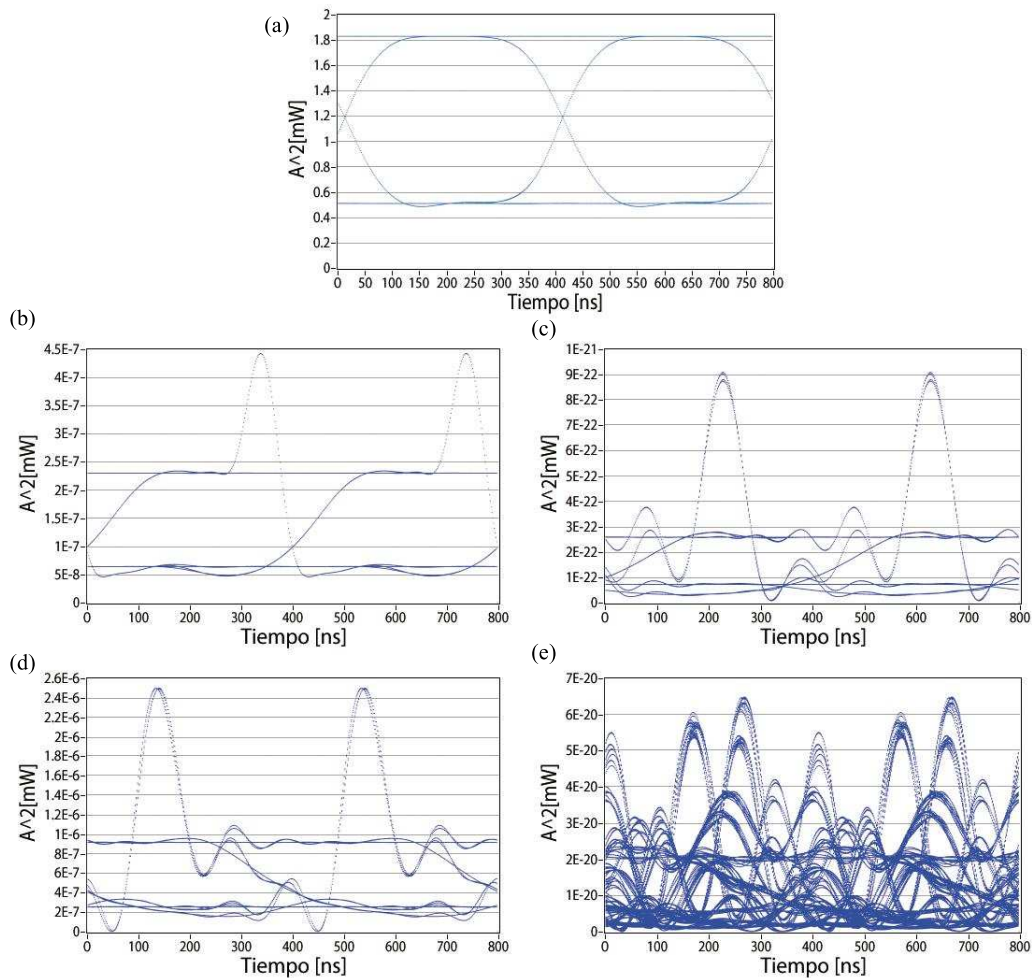 (a)
2
1.8
1.6
1.4
1.2
1
0.8
0.6
0.4
0.2
0
A^2[mW]
0 50 100 150 200 250 300 350 400 450 500 550 600 650 700 750 800
Tiempo [ns]
(b)
4.5E-7
4E-7
3.5E-7
3E-7
2.5E-7
2E-7
1.5E-7
1E-7
5E-8
0
A^2[mW]
0 100 200 300 400 500 600 700 800
Tiempo [ns]
(c)
1E-21
9E-22
8E-22
7E-22
6E-22
5E-22
4E-22
3E-22
2E-22
1E-22
0
A^2[mW]
0 100 200 300 400 500 600 700 800
Tiempo [ns]
(d)
2.6E-6
2.4E-6
2.2E-6
2E-6
1.8E-6
1.6E-6
1.4E-6
1.2E-6
1E-6
8E-7
6E-7
4E-7
2E-7
0
A^2[mW]
0 100 200 300 400 500 600 700 800
Tiempo [ns]
(e)
7E-20
6E-20
5E-20
4E-20
3E-20
2E-20
1E-20
0
A^2[mW]
0 100 200 300 400 500 600 700 800
Tiempo [ns]